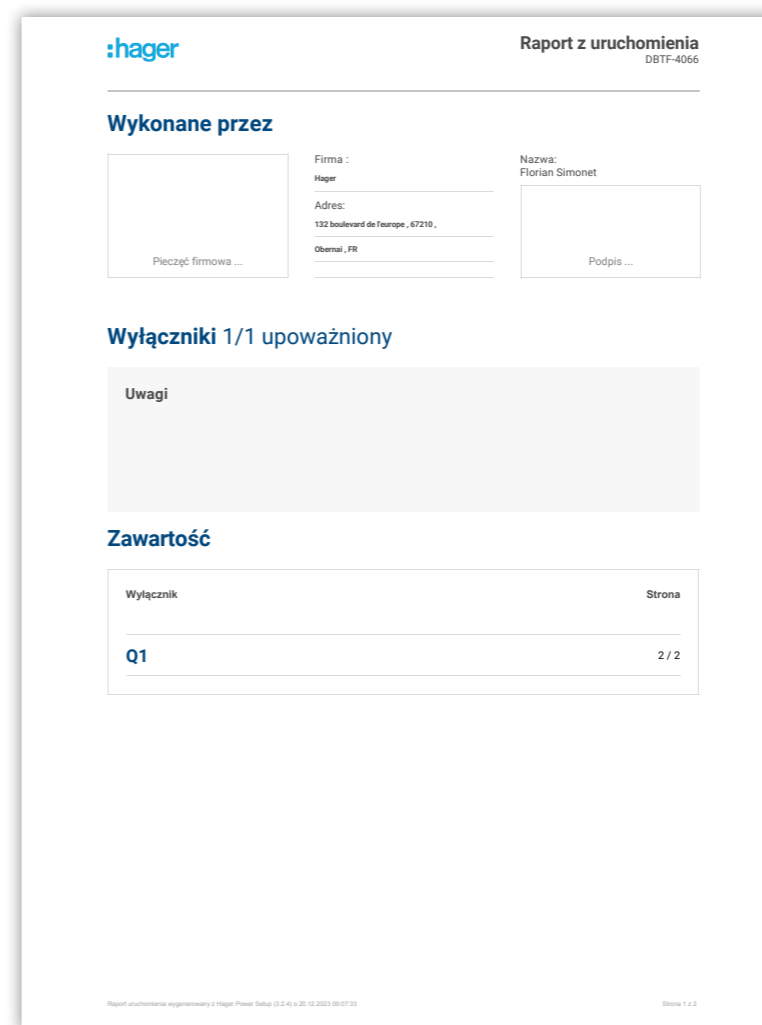 :hager
Raport z uruchomienia
DBTF-4066
Wykonane przez
Pieczęć firmowa ...
Firma :
Hager
Adres:
132 boulevard de l'europe , 67210 ,
Obernai , FR
Nazwa:
Florian Simonet
Podpis ...
Wyłączniki 1/1 upoważniony
Uwagi
Zawartość
Wyłącznik Strona
Q1 2 / 2
Raport uruchomienia wygenerowany z Hager Power Setup (3.2.4) o 20.12.2023 09:07:33 Strona 1 z 2